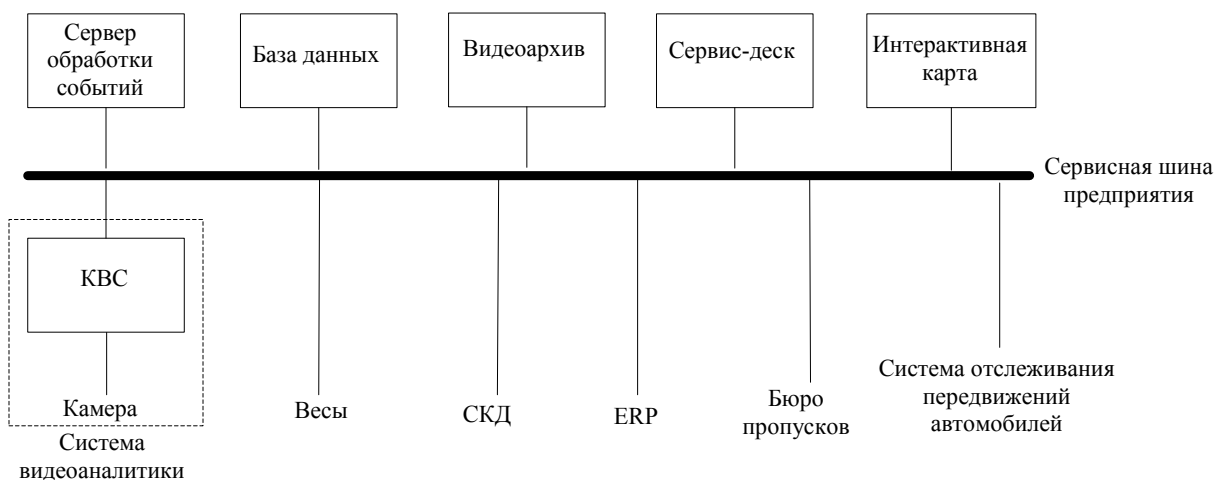 Сервер
обработки
событий
База данных
Видеоархив
Сервис-деск
Интерактивная
карта
Сервисная шина
предприятия
КВС
Камера
Система
видеоаналитики
Весы
СКД
ERP
Бюро
пропусков
Система отслеживания
передвижений
автомобилей